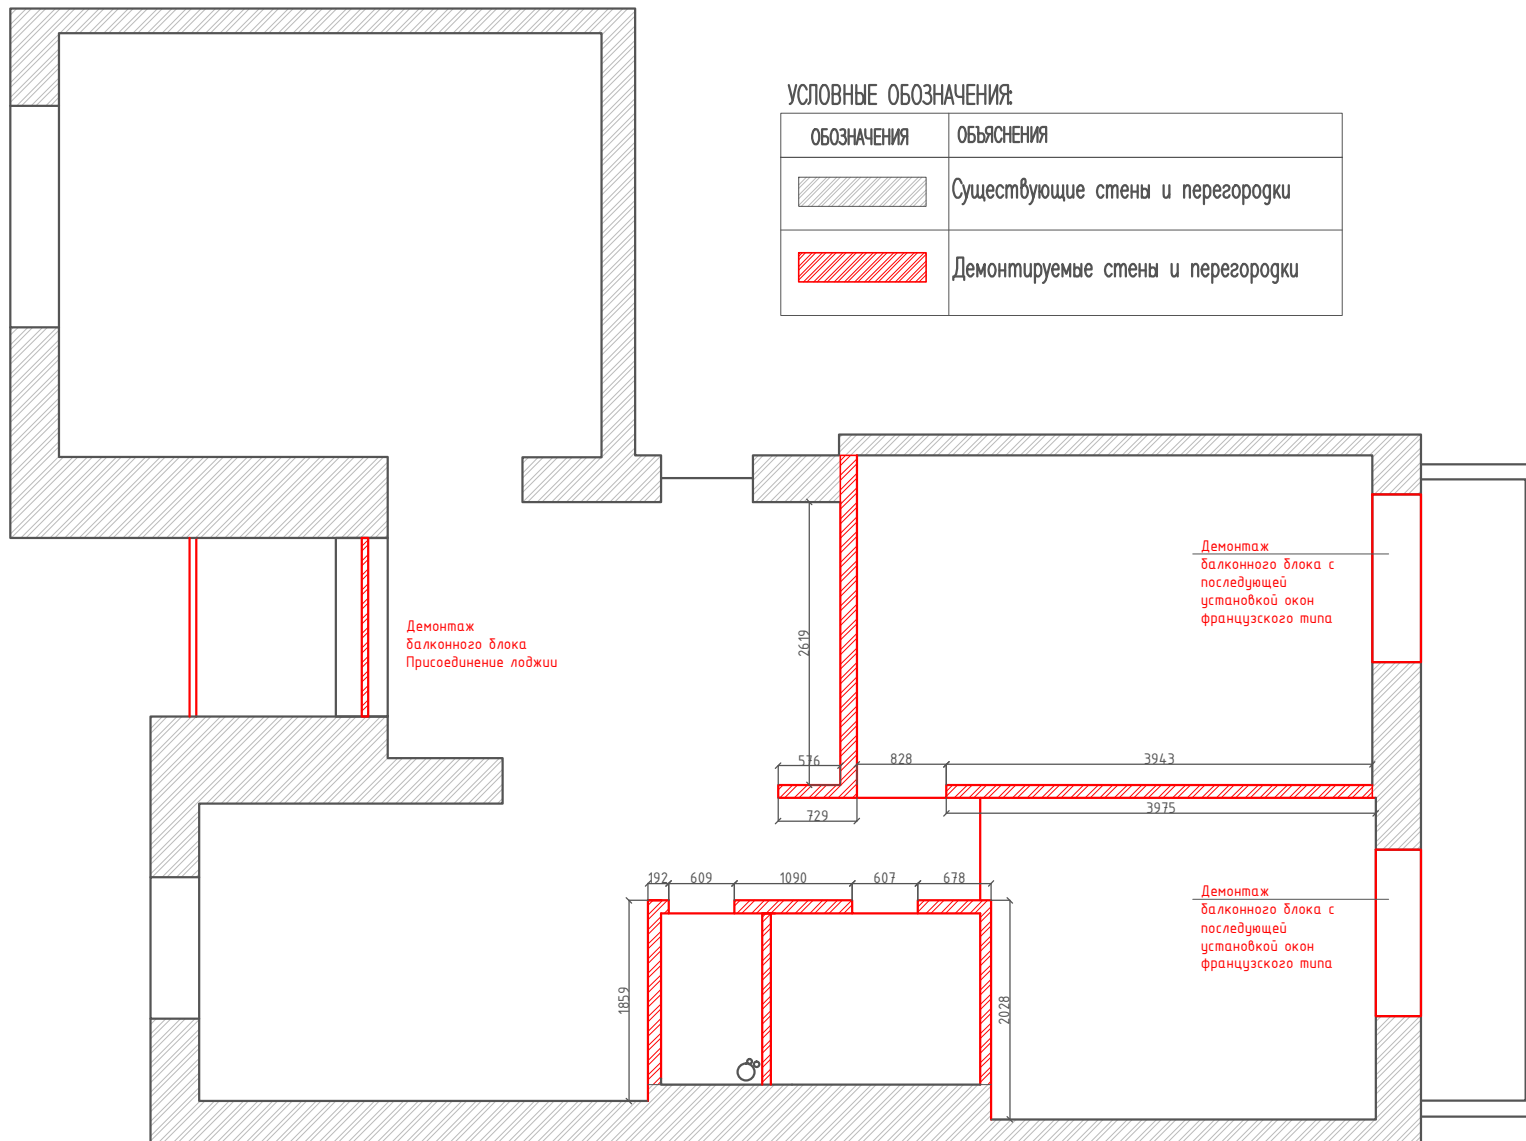 УСЛОВНЫЕ ОБОЗНАЧЕНИЯ:
ОБОЗНАЧЕНИЯ ОБЪЯСНЕНИЯ
Существующие стены и перегородки
Демонтируемые стены и перегородки
Демонтаж
балконного блока с
последующей
установкой окон
французского типа
Демонтаж
балконного блока
Присоединение лоджии
2619
576 828 3943
729 3975
192 609 1090 607 678
Демонтаж
балконного блока с
последующей
установкой окон
французского типа
1859
2028